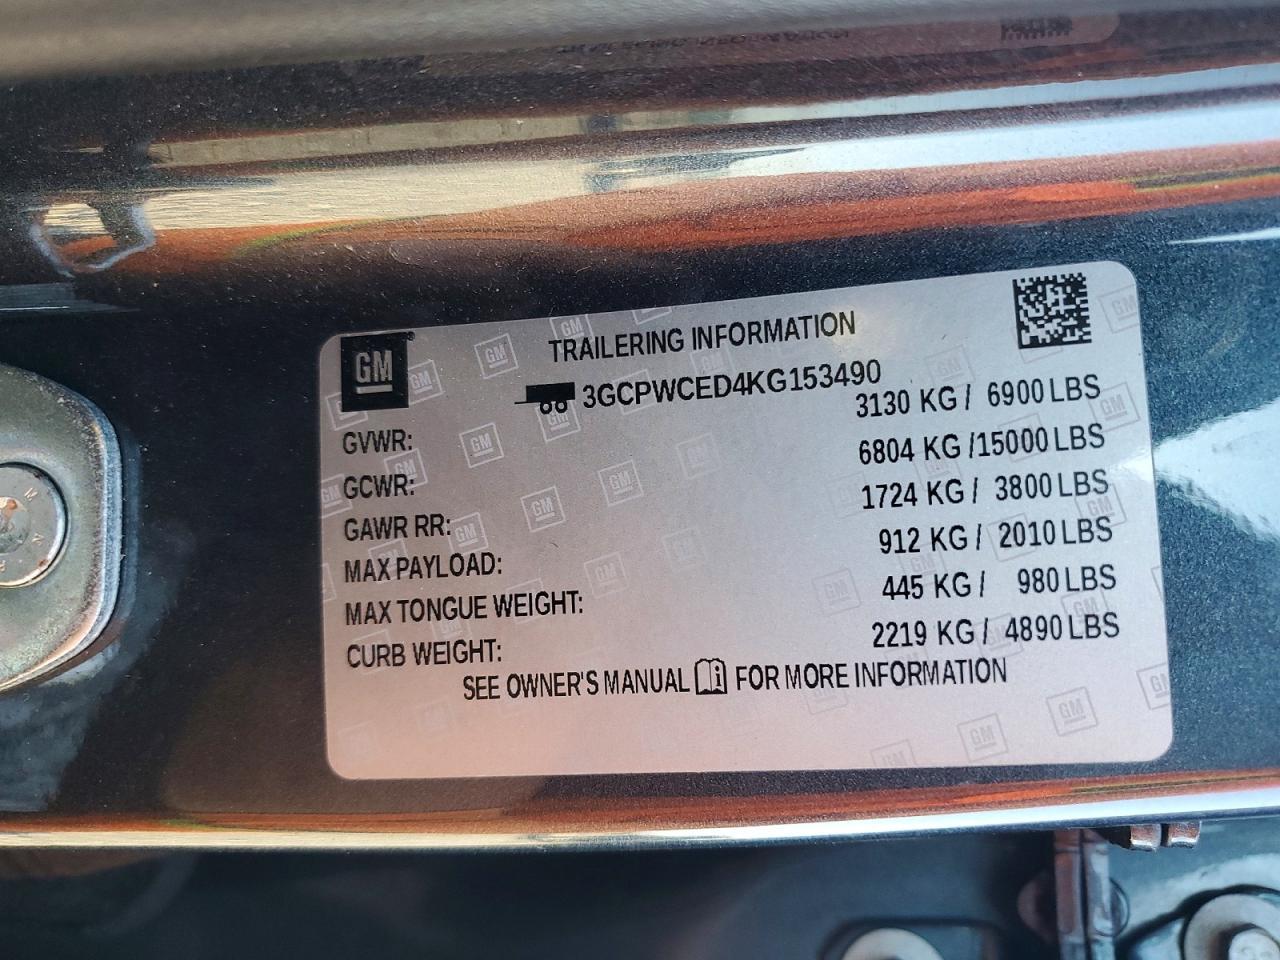 GM
TRAILERING INFORMATION
3GCPWCED4KG153490
GVWR: 3130 KG / 6900 LBS
GCWR: 6804 KG /15000 LBS
GAWR RR: 1724 KG / 3800 LBS
MAX PAYLOAD: 912 KG / 2010 LBS
MAX TONGUE WEIGHT: 445 KG / 980 LBS
CURB WEIGHT: 2219 KG / 4890 LBS
SEE OWNER'S MANUAL FOR MORE INFORMATION